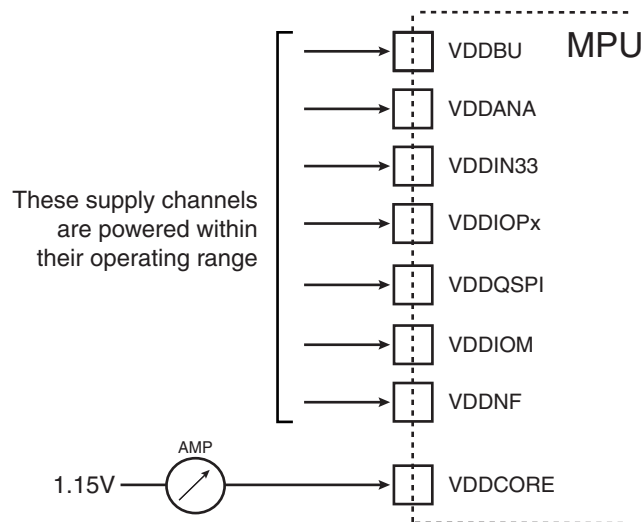 MPU
VDDBU
VDDANA
VDDIN33
These supply channels
are powered within
their operating range
VDDIOPx
VDDQSPI
VDDIOM
VDDNF
AMP
1.15V
VDDCORE